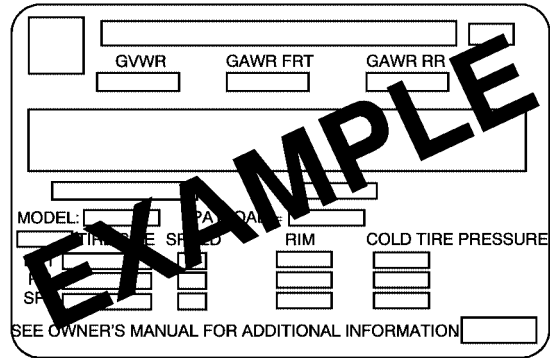 GVWR GAWR FRT GAWR RR
EXAMPLE
MODEL:
RIM COLD TIRE PRESSURE
SEE OWNER'S MANUAL FOR ADDITIONAL INFORMATION